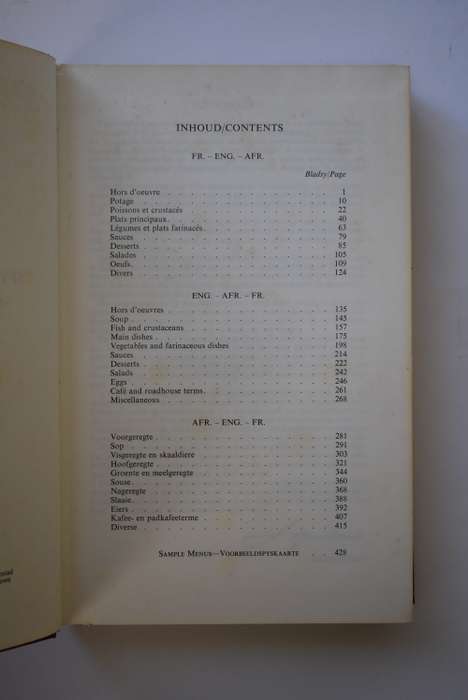 INHOUD/CONTENTS
FR. – ENG. – AFR.
Bladsy/Page
Hors d'oeuvre . . . . . . . . . . 1
Potage . . . . . . . . . . 10
Poissons et crustacés . . . . . . . . . . 22
Plats principaux . . . . . . . . . . 40
Légumes et plats farinacés . . . . . . . . . . 63
Sauces . . . . . . . . . . 79
Desserts . . . . . . . . . . 85
Salades . . . . . . . . . . 105
Oeufs . . . . . . . . . . 109
Divers . . . . . . . . . . 124
ENG. – AFR. – FR.
Hors d'oeuvres . . . . . . . . . . 135
Soup . . . . . . . . . . 145
Fish and crustaceans . . . . . . . . . . 157
Main dishes . . . . . . . . . . 175
Vegetables and farinaceous dishes . . . . . . . . 198
Sauces . . . . . . . . . . 214
Desserts . . . . . . . . . . 222
Salads . . . . . . . . . . 242
Eggs . . . . . . . . . . 246
Café and roadhouse terms . . . . . . . . . . 261
Miscellaneous . . . . . . . . . . 268
AFR. – ENG. – FR.
Voorgeregte . . . . . . . . . . 281
Sop . . . . . . . . . . 291
Visgeregte en skaaldiere . . . . . . . . . . 303
Hoofgeregte . . . . . . . . . . 321
Groente en meelgeregte . . . . . . . . . . 344
Souse . . . . . . . . . . 360
Nageregte . . . . . . . . . . 368
Slaaie . . . . . . . . . . 388
Eiers . . . . . . . . . . 392
Kafee- en padkafeeterme . . . . . . . . . . 407
Diverse . . . . . . . . . . 415
SAMPLE MENUS—VOORBEELDSPYSKAARTE . . 428